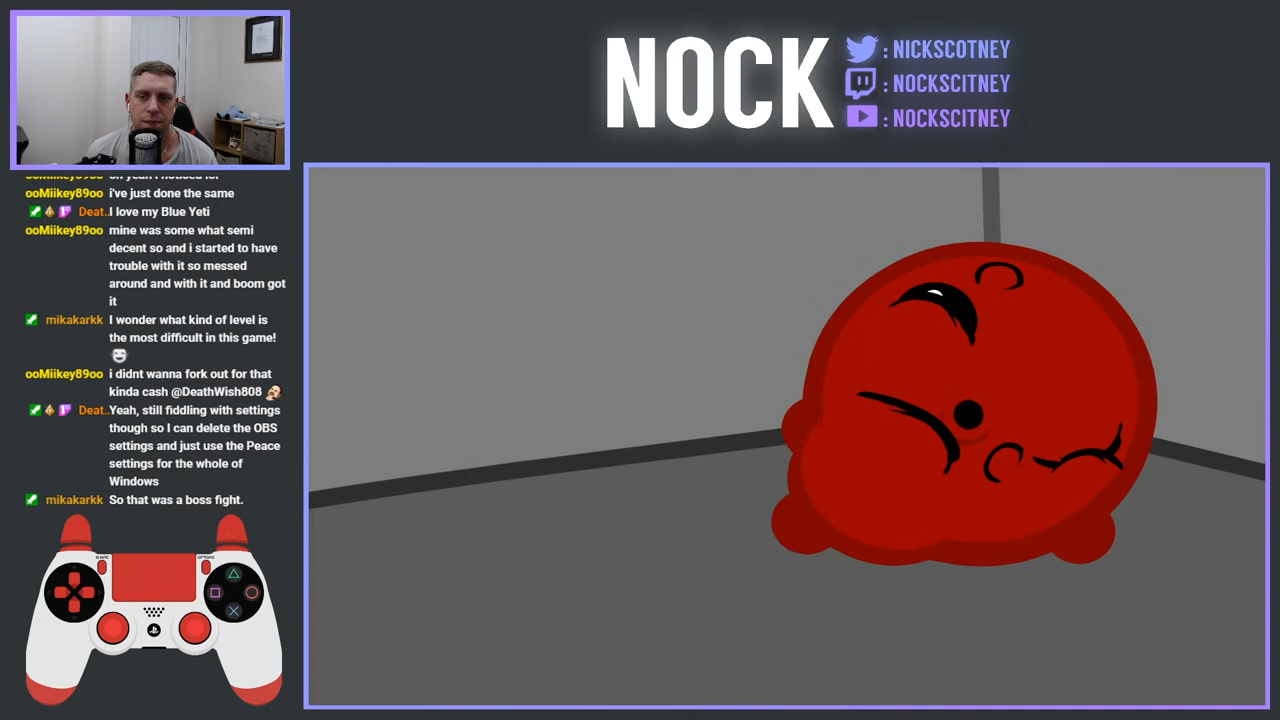 NOCK
: NICKSCOTNEY
: NOCKSCITNEY
: NOCKSCITNEY
ooMiikey89oo i've just done the same
Deat.. I love my Blue Yeti
ooMiikey89oo mine was some what semi
decent so and i started to have
trouble with it so messed
around and with it and boom got
it
mikakarkk I wonder what kind of level is
the most difficult in this game!
ooMiikey89oo i didnt wanna fork out for that
kinda cash @DeathWish808
Deat.. Yeah, still fiddling with settings
though so I can delete the OBS
settings and just use the Peace
settings for the whole of
Windows
mikakarkk So that was a boss fight.
SHARE
OPTIONS